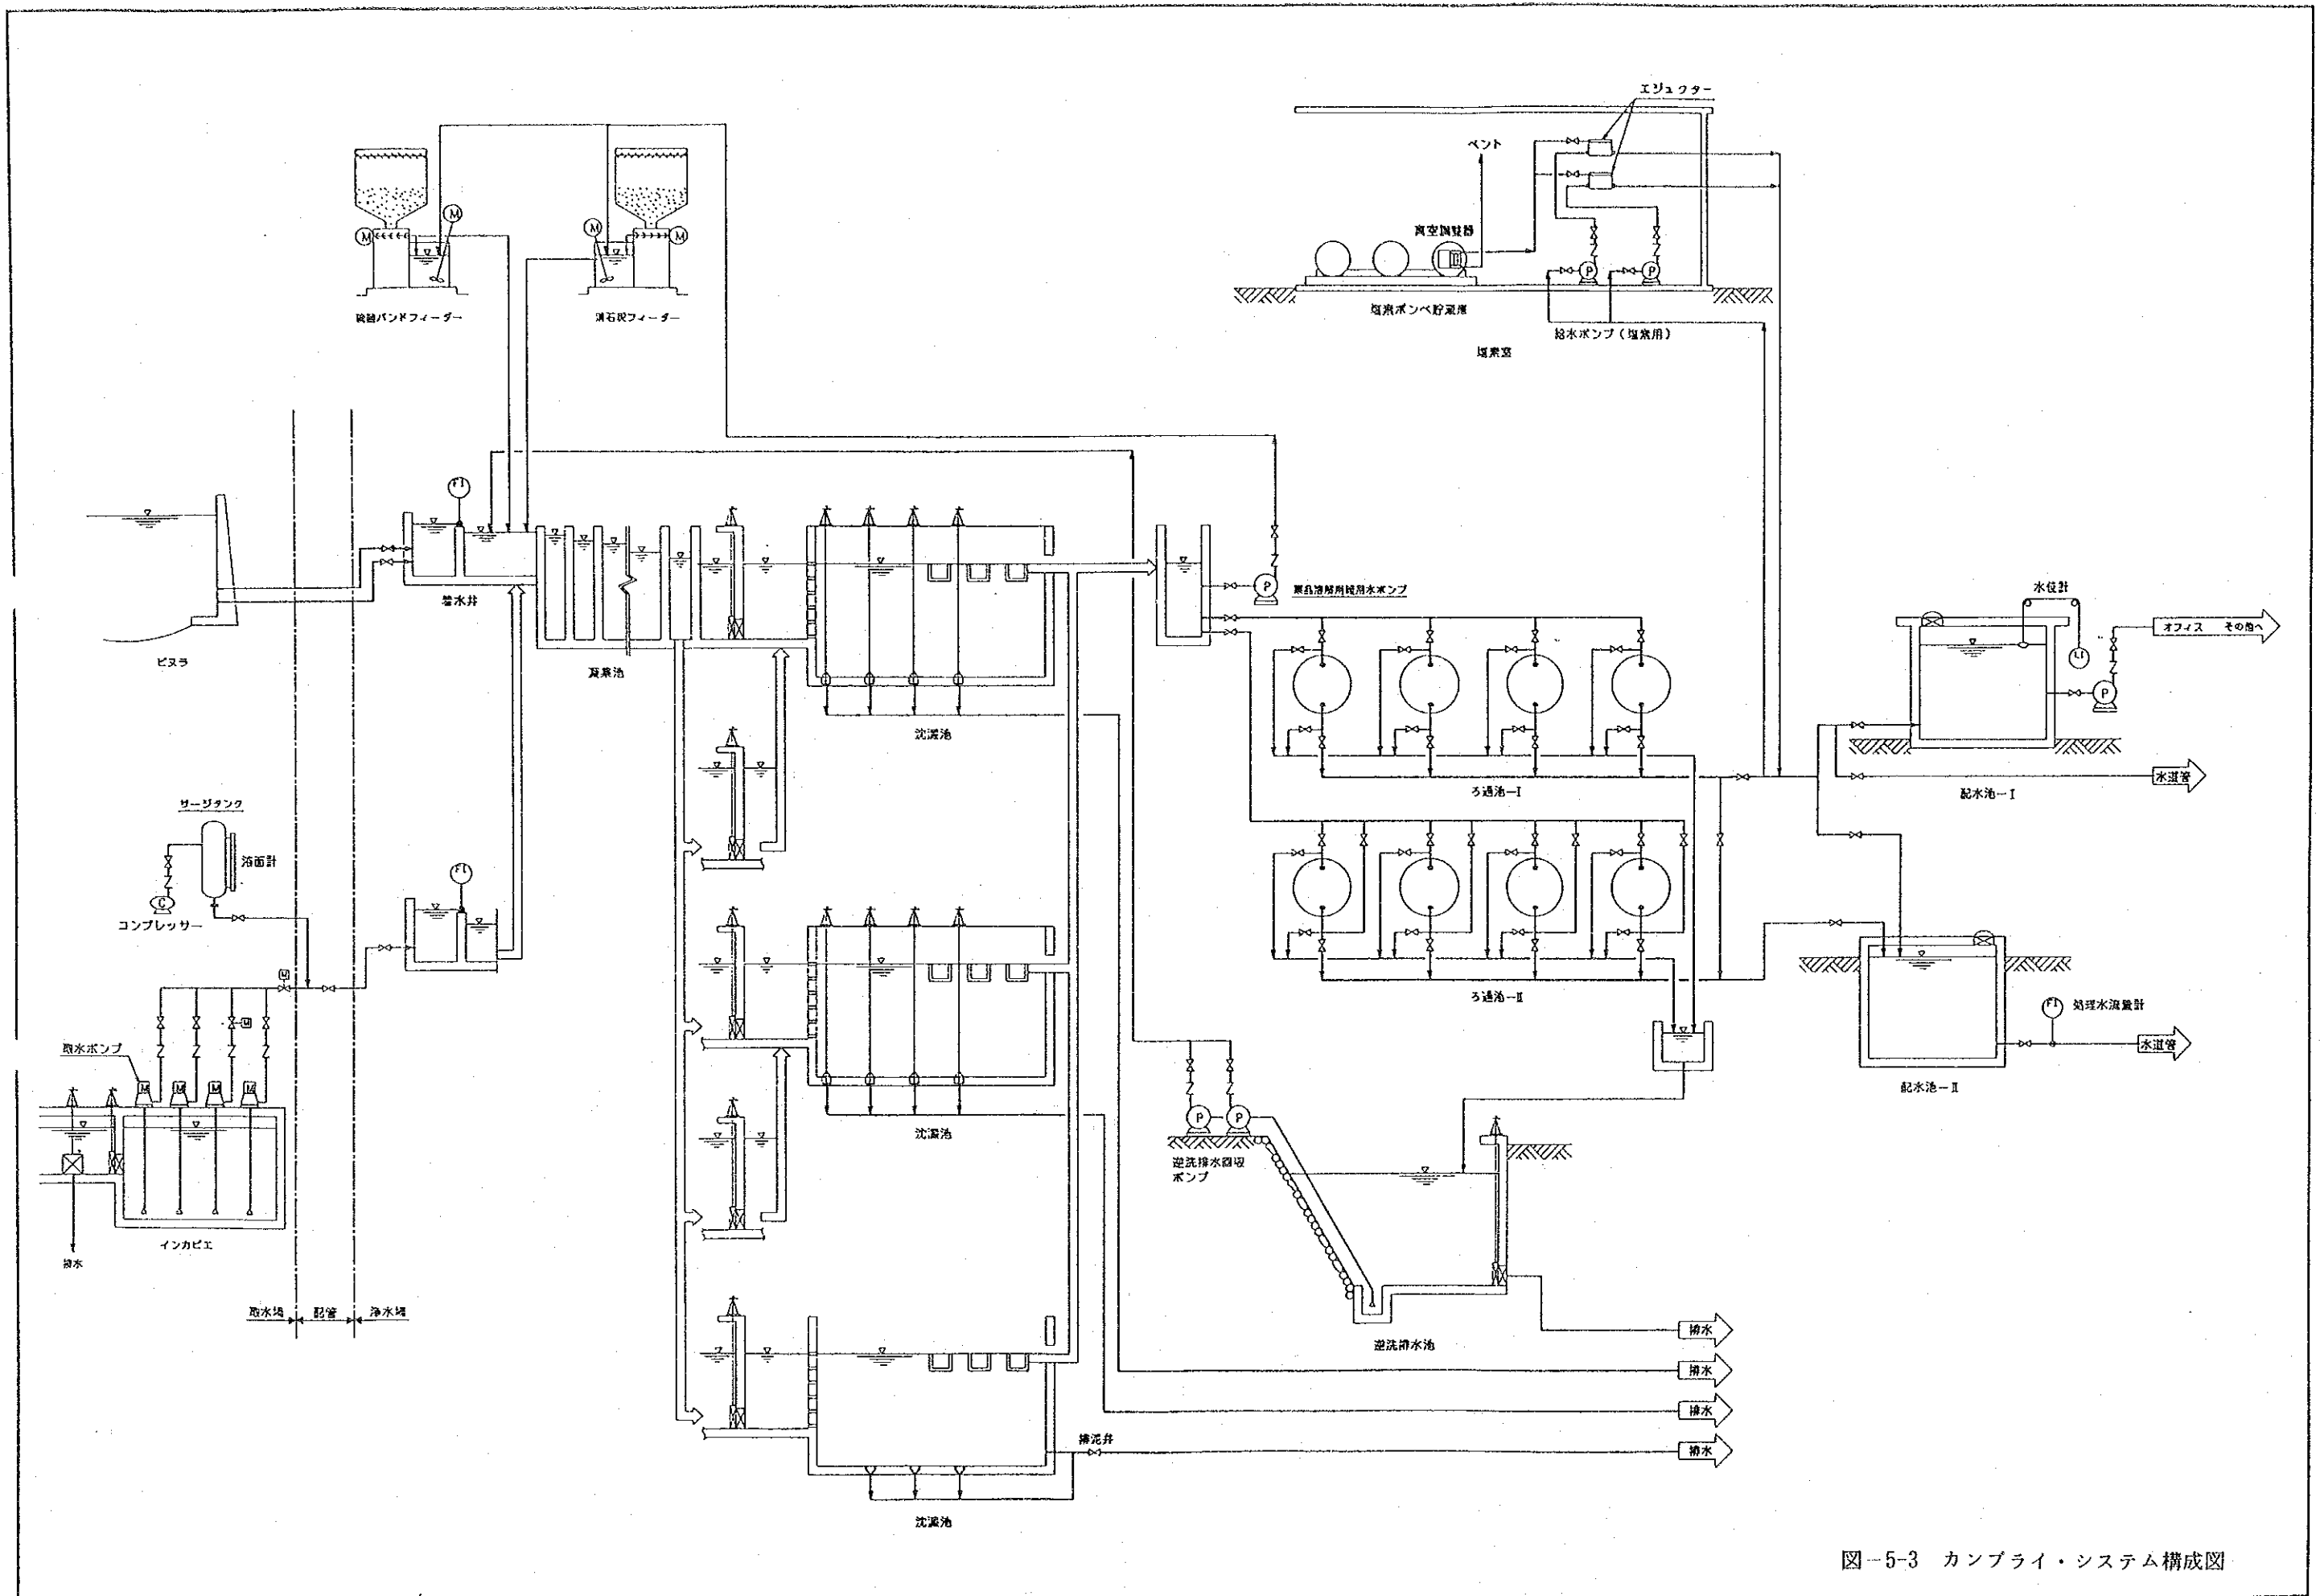 エジェクター
ベント
真空調整器
硫酸バンドフィーダー
消石灰フィーダー
塩素ボンベ貯蔵庫
給水ポンプ（塩素用）
塩素室
M
M
M
M
P
P
FI
着水井
ビヌラ
凝集池
沈澱池
P
薬品溶解用給用水ポンプ
水位計
オフィス その他へ
LI
P
水道管
ろ過池－I
配水池－I
サージタンク
液面計
C
コンプレッサー
FI
M
M
取水ポンプ
M
M
M
M
インカピエ
排水
取水場
配管
浄水場
沈澱池
ろ過池－II
FI
処理水流量計
水道管
配水池－II
P
P
逆洗排水回収
ポンプ
逆洗排水池
排水
排水
排水
排泥弁
排水
沈澱池
図－5-3 カンプライ・システム構成図